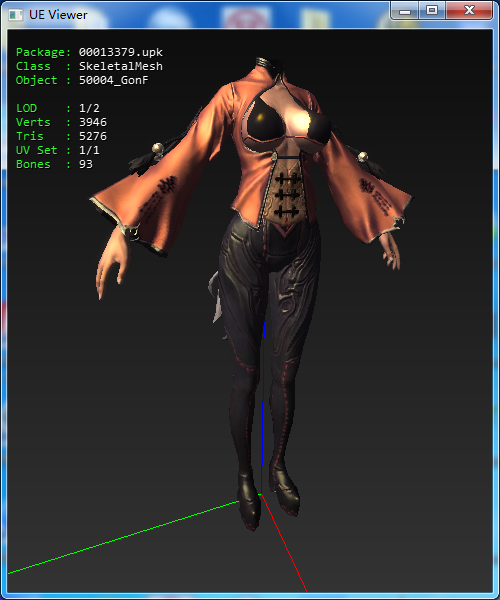 UE Viewer
Package: 00013379.upk
Class : SkeletalMesh
Object : 50004_GonF
LOD : 1/2
Verts : 3946
Tris : 5276
UV Set : 1/1
Bones : 93